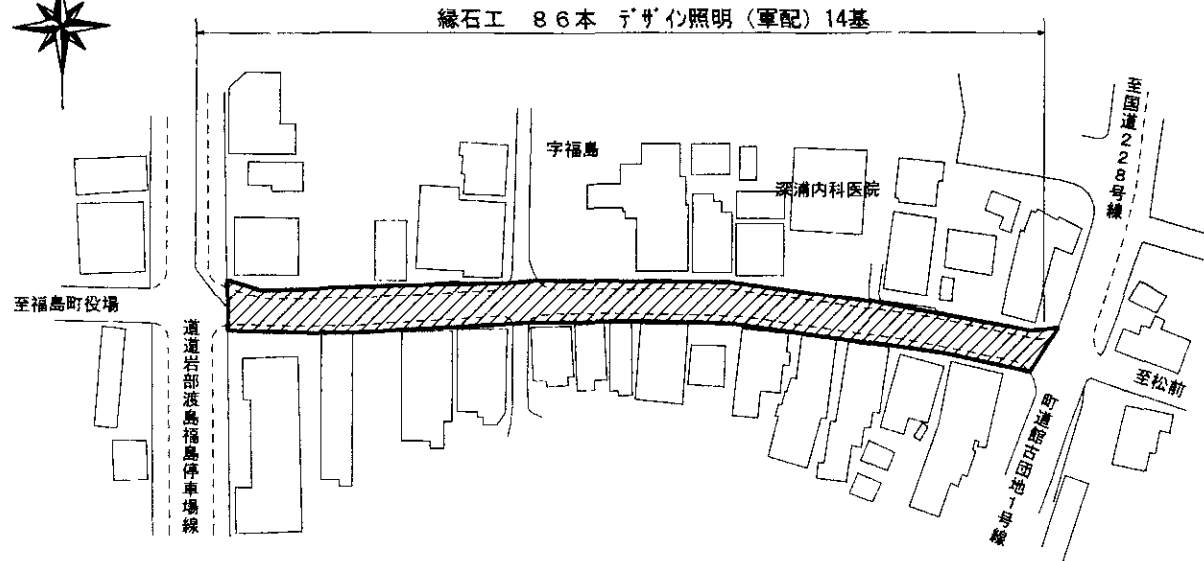 縁石工 86本 デザイン照明(軍配)14基
至国道228号線
字福島
深浦内科医院
至福島町役場
道道岩部渡島福島停車場線
至松前
町道館古団地1号線